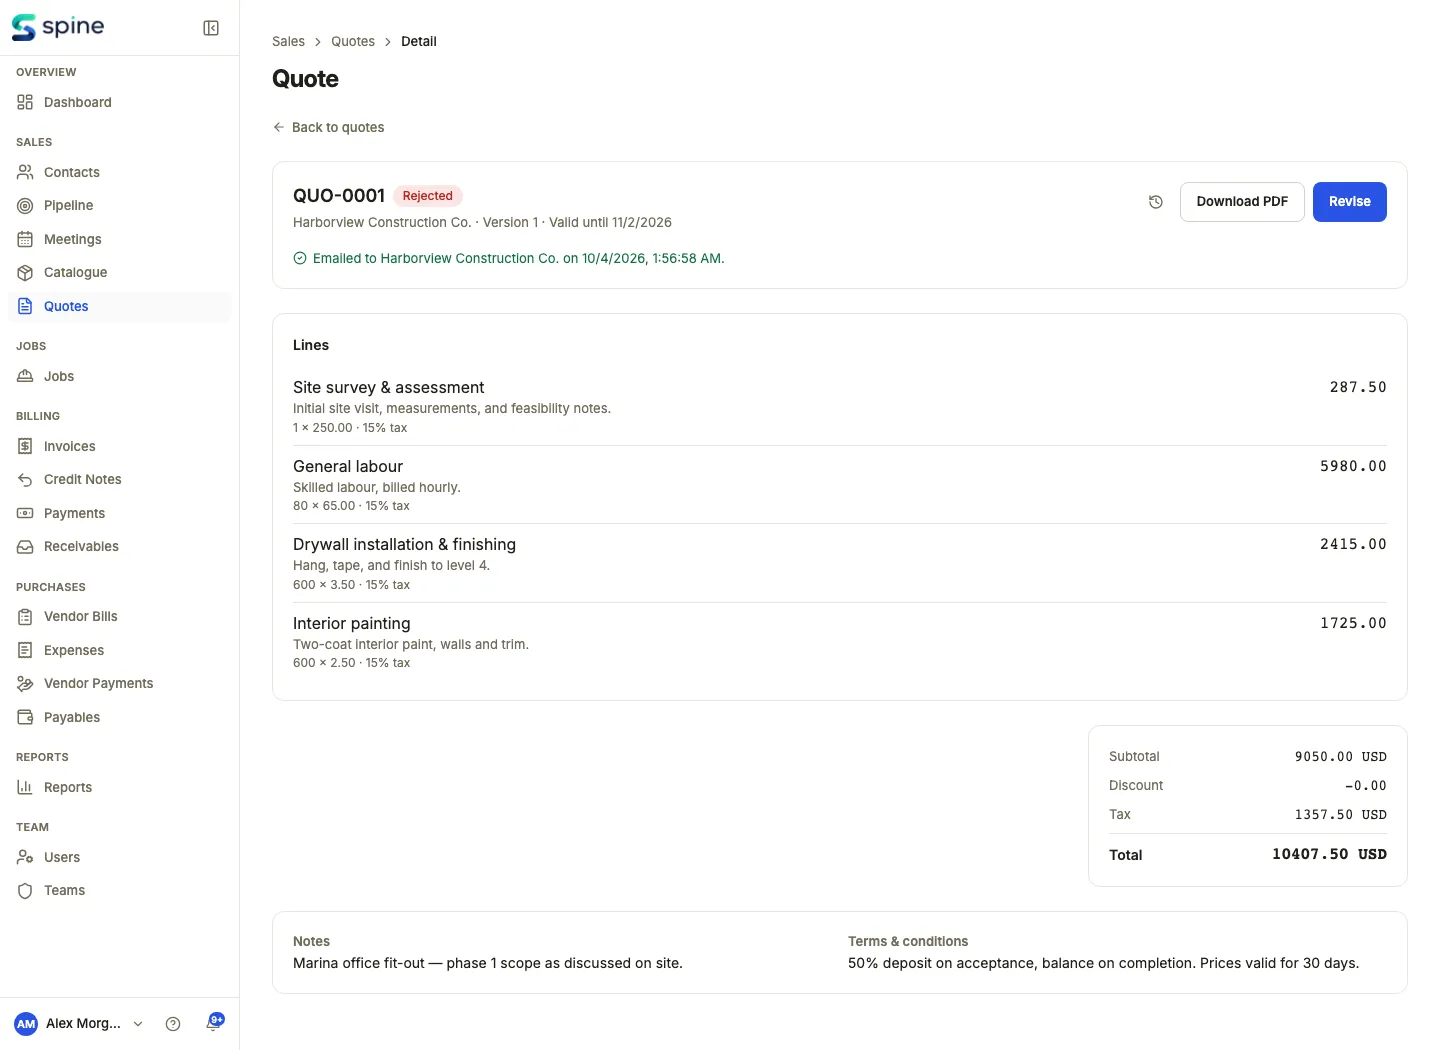 spine
OVERVIEW
Dashboard
SALES
Contacts
Pipeline
Meetings
Catalogue
Quotes
JOBS
Jobs
BILLING
Invoices
Credit Notes
Payments
Receivables
PURCHASES
Vendor Bills
Expenses
Vendor Payments
Payables
REPORTS
Reports
TEAM
Users
Teams
AM Alex Morg... 9+
Sales > Quotes > Detail
Quote
Back to quotes
QUO-0001 Rejected
Harborview Construction Co. · Version 1 · Valid until 11/2/2026
Emailed to Harborview Construction Co. on 10/4/2026, 1:56:58 AM.
Download PDF Revise
Lines
Site survey & assessment 287.50
Initial site visit, measurements, and feasibility notes.
1 × 250.00 · 15% tax
General labour 5980.00
Skilled labour, billed hourly.
80 × 65.00 · 15% tax
Drywall installation & finishing 2415.00
Hang, tape, and finish to level 4.
600 × 3.50 · 15% tax
Interior painting 1725.00
Two-coat interior paint, walls and trim.
600 × 2.50 · 15% tax
Subtotal 9050.00 USD
Discount −0.00
Tax 1357.50 USD
Total 10407.50 USD
Notes
Marina office fit-out — phase 1 scope as discussed on site.
Terms & conditions
50% deposit on acceptance, balance on completion. Prices valid for 30 days.